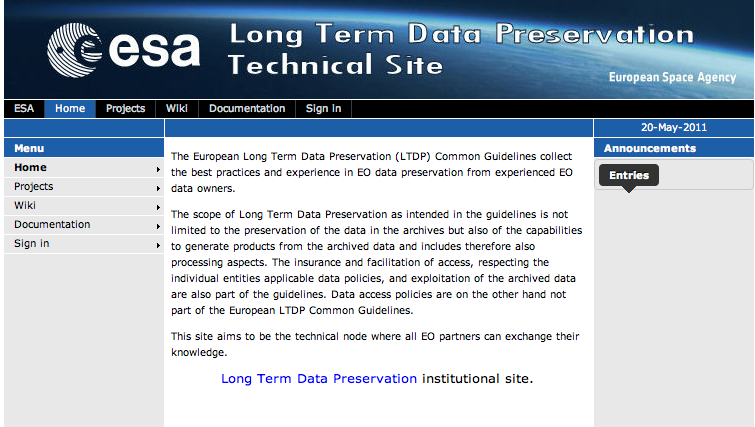 esa
Long Term Data Preservation
Technical Site
European Space Agency
ESA Home Projects Wiki Documentation Sign in
20-May-2011
Menu
Home
Projects
Wiki
Documentation
Sign in
The European Long Term Data Preservation (LTDP) Common Guidelines collect
the best practices and experience in EO data preservation from experienced EO
data owners.
The scope of Long Term Data Preservation as intended in the guidelines is not
limited to the preservation of the data in the archives but also of the capabilities
to generate products from the archived data and includes therefore also
processing aspects. The insurance and facilitation of access, respecting the
individual entities applicable data policies, and exploitation of the archived data
are also part of the guidelines. Data access policies are on the other hand not
part of the European LTDP Common Guidelines.
This site aims to be the technical node where all EO partners can exchange their
knowledge.
Long Term Data Preservation institutional site.
Announcements
Entries